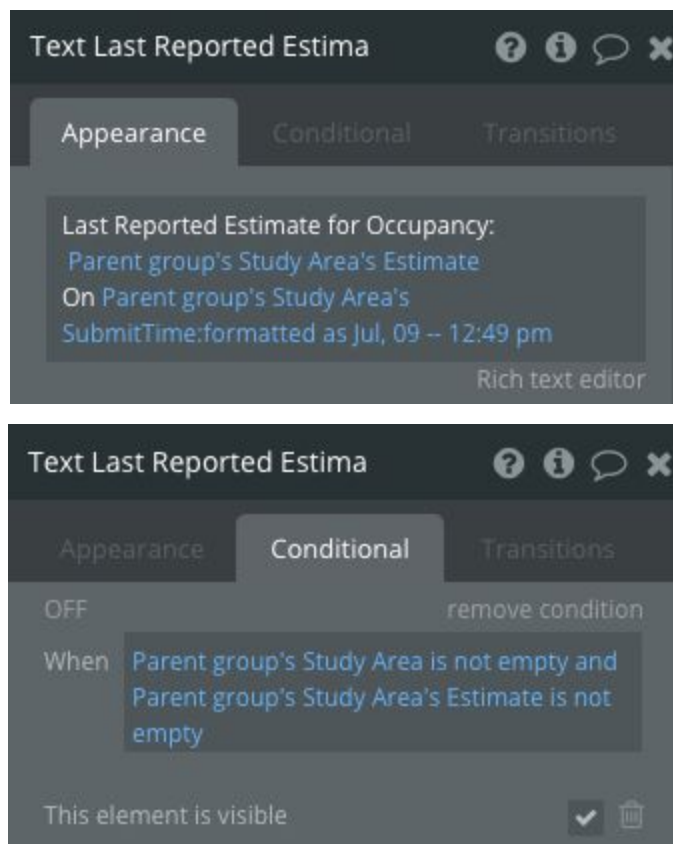 Text Last Reported Estima
Appearance Conditional Transitions
Last Reported Estimate for Occupancy:
Parent group's Study Area's Estimate
On Parent group's Study Area's
SubmitTime:formatted as Jul, 09 -- 12:49 pm
Rich text editor
Text Last Reported Estima
Appearance Conditional Transitions
OFF remove condition
When Parent group's Study Area is not empty and
Parent group's Study Area's Estimate is not
empty
This element is visible